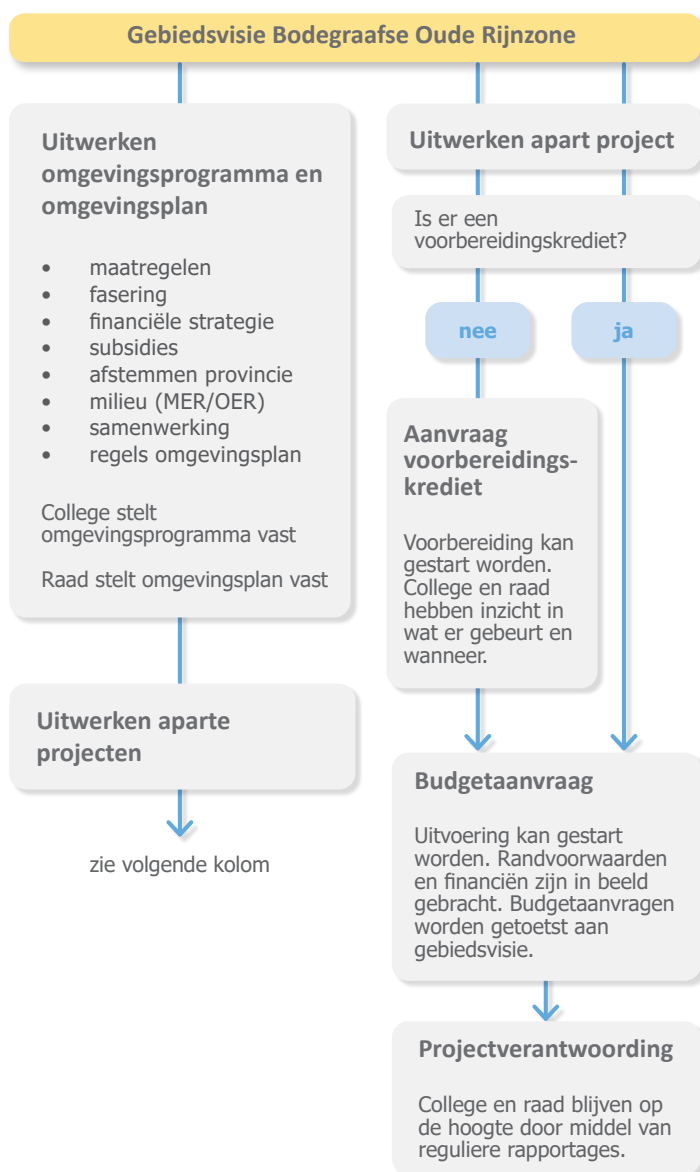 Gebiedsvisie Bodegraafse Oude Rijnzone
Uitwerken
omgevingsprogramma en
omgevingsplan
• maatregelen
• fasering
• financiële strategie
• subsidies
• afstemmen provincie
• milieu (MER/OER)
• samenwerking
• regels omgevingsplan
College stelt
omgevingsprogramma vast
Raad stelt omgevingsplan vast
Uitwerken aparte
projecten
zie volgende kolom
Uitwerken apart project
Is er een
voorbereidingskrediet?
nee
ja
Aanvraag
voorbereidings-
krediet
Voorbereiding kan
gestart worden.
College en raad
hebben inzicht in
wat er gebeurt en
wanneer.
Budgetaanvraag
Uitvoering kan gestart
worden. Randvoorwaarden
en financiën zijn in beeld
gebracht. Budgetaanvragen
worden getoetst aan
gebiedsvisie.
Projectverantwoording
College en raad blijven op
de hoogte door middel van
reguliere rapportages.